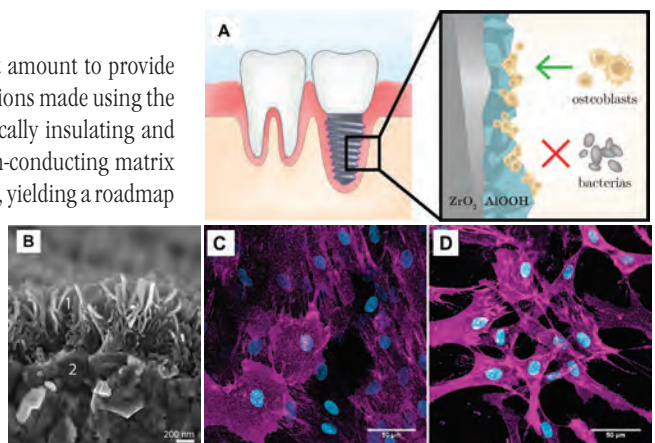 amount to provide
ions made using the
cally insulating and
n-conducting matrix
, yielding a roadmap
A
osteoblasts
bacterias
ZrO2 AlOOH
B
1
2
200 nm
C
50 µm
D
50 µm